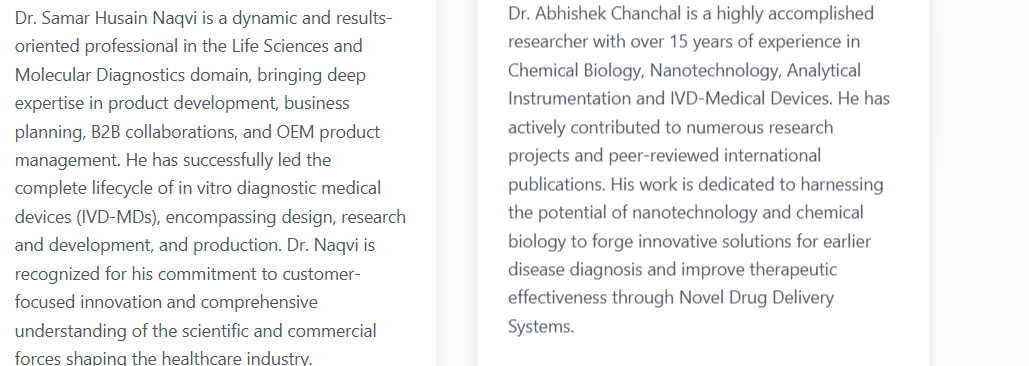 Dr. Samar Husain Naqvi is a dynamic and results-
oriented professional in the Life Sciences and
Molecular Diagnostics domain, bringing deep
expertise in product development, business
planning, B2B collaborations, and OEM product
management. He has successfully led the
complete lifecycle of in vitro diagnostic medical
devices (IVD-MDs), encompassing design, research
and development, and production. Dr. Naqvi is
recognized for his commitment to customer-
focused innovation and comprehensive
understanding of the scientific and commercial
forces shaping the healthcare industry.
Dr. Abhishek Chanchal is a highly accomplished
researcher with over 15 years of experience in
Chemical Biology, Nanotechnology, Analytical
Instrumentation and IVD-Medical Devices. He has
actively contributed to numerous research
projects and peer-reviewed international
publications. His work is dedicated to harnessing
the potential of nanotechnology and chemical
biology to forge innovative solutions for earlier
disease diagnosis and improve therapeutic
effectiveness through Novel Drug Delivery
Systems.